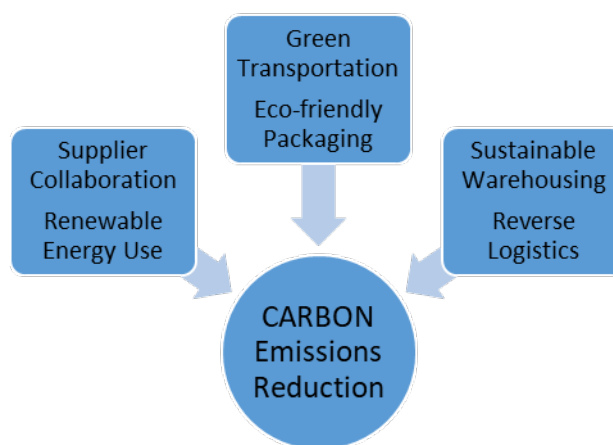 Green
Transportation
Eco-friendly
Packaging
Supplier
Collaboration
Renewable
Energy Use
Sustainable
Warehousing
Reverse
Logistics
CARBON
Emissions
Reduction